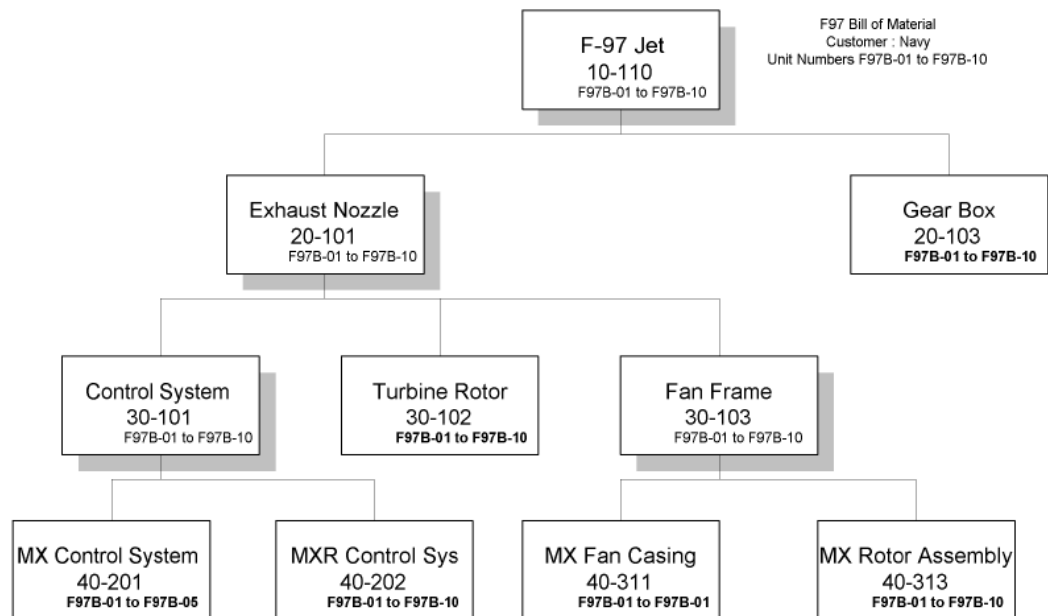 F-97 Jet
10-110
F97B-01 to F97B-10
F97 Bill of Material
Customer : Navy
Unit Numbers F97B-01 to F97B-10
Exhaust Nozzle
20-101
F97B-01 to F97B-10
Gear Box
20-103
F97B-01 to F97B-10
Control System
30-101
F97B-01 to F97B-10
Turbine Rotor
30-102
F97B-01 to F97B-10
Fan Frame
30-103
F97B-01 to F97B-10
MX Control System
40-201
F97B-01 to F97B-05
MXR Control Sys
40-202
F97B-01 to F97B-10
MX Fan Casing
40-311
F97B-01 to F97B-01
MX Rotor Assembly
40-313
F97B-01 to F97B-10